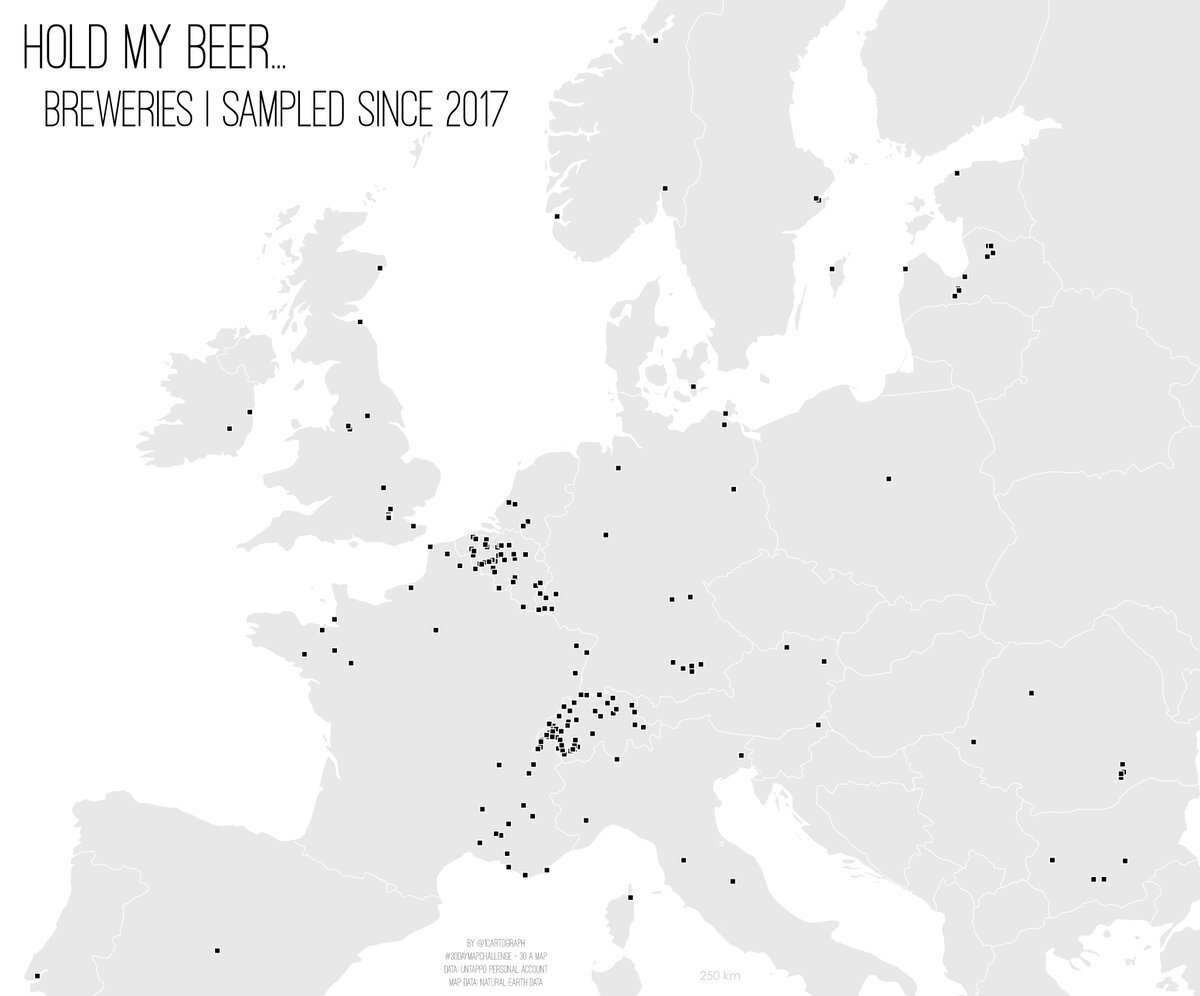 HOLD MY BEER...
BREWERIES I SAMPLED SINCE 2017
BY @1CARTOGRAPH
#30DAYMAPCHALLENGE - 30 A MAP
DATA: UNTAPPD PERSONAL ACCOUNT
MAP DATA: NATURAL EARTH DATA
250 km